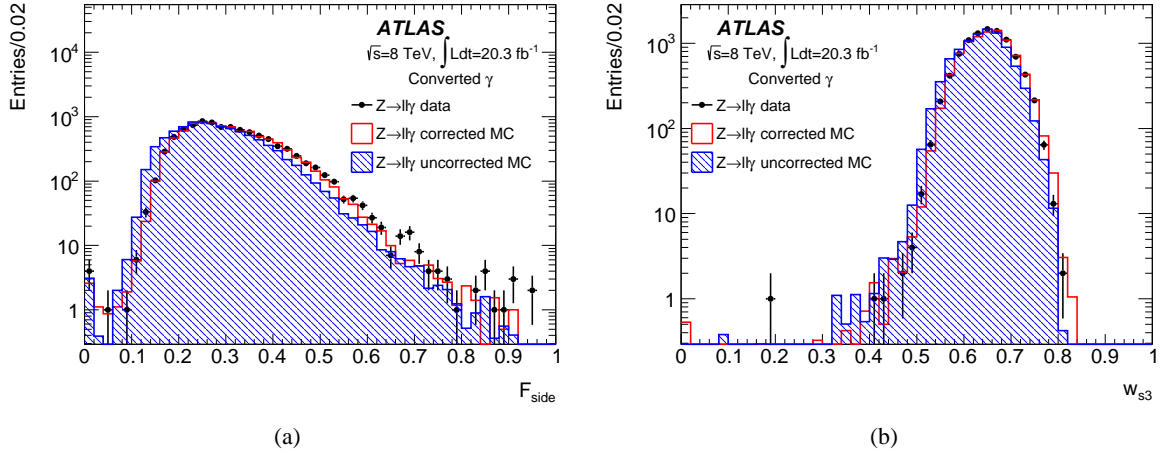 Entries/0.02
10⁴
10³
10²
10
1
ATLAS
√s=8 TeV, ∫Ldt=20.3 fb⁻¹
Converted γ
Z→llγ data
Z→llγ corrected MC
Z→llγ uncorrected MC
0 0.1 0.2 0.3 0.4 0.5 0.6 0.7 0.8 0.9 1
F_side
(a)
Entries/0.02
10³
10²
10
1
ATLAS
√s=8 TeV, ∫Ldt=20.3 fb⁻¹
Converted γ
Z→llγ data
Z→llγ corrected MC
Z→llγ uncorrected MC
0 0.1 0.2 0.3 0.4 0.5 0.6 0.7 0.8 0.9 1
w_s3
(b)